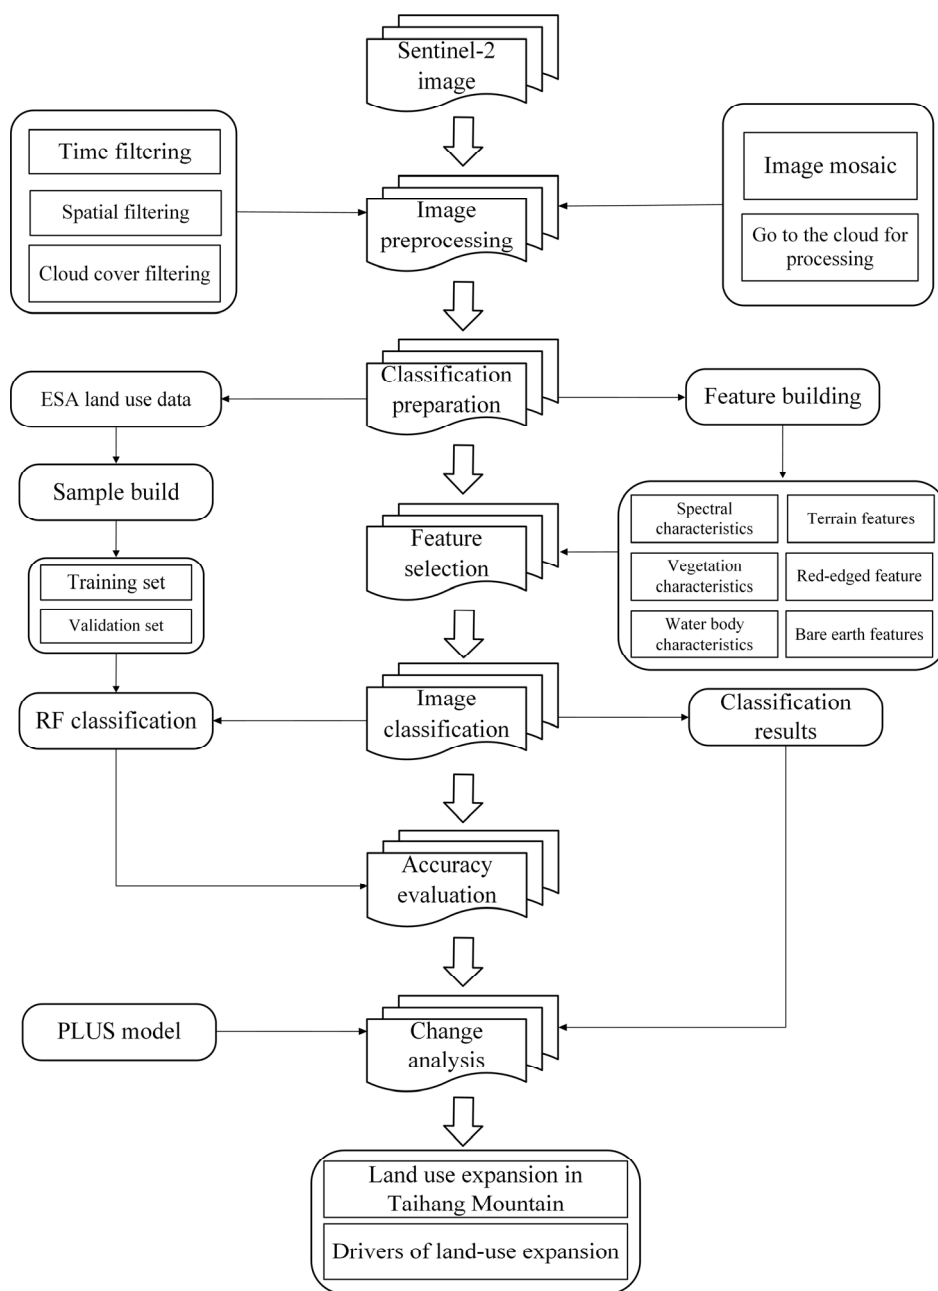 Sentinel-2
image
Time filtering
Spatial filtering
Cloud cover filtering
Image
preprocessing
Image mosaic
Go to the cloud for
processing
ESA land use data
Classification
preparation
Feature building
Sample build
Training set
Validation set
Feature
selection
Spectral
characteristics
Terrain features
Vegetation
characteristics
Red-edged feature
Water body
characteristics
Bare earth features
RF classification
Image
classification
Classification
results
Accuracy
evaluation
PLUS model
Change
analysis
Land use expansion in
Taihang Mountain
Drivers of land-use expansion